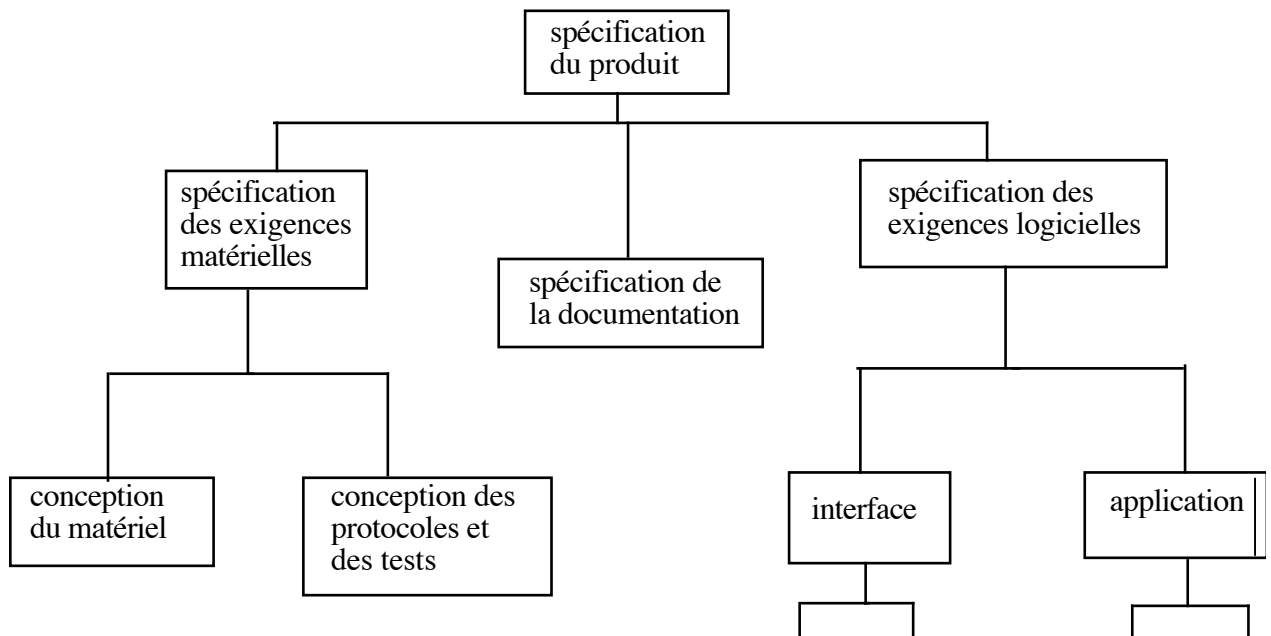 spécification
du produit
spécification
des exigences
matérielles
spécification de
la documentation
spécification des
exigences logicielles
conception
du matériel
conception des
protocoles et
des tests
interface
application